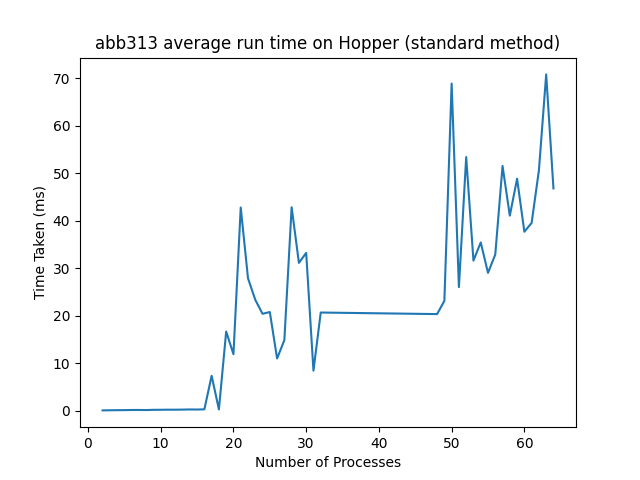 abb313 average run time on Hopper (standard method)
70
60
50
40
30
20
10
0
Time Taken (ms)
0 10 20 30 40 50 60
Number of Processes